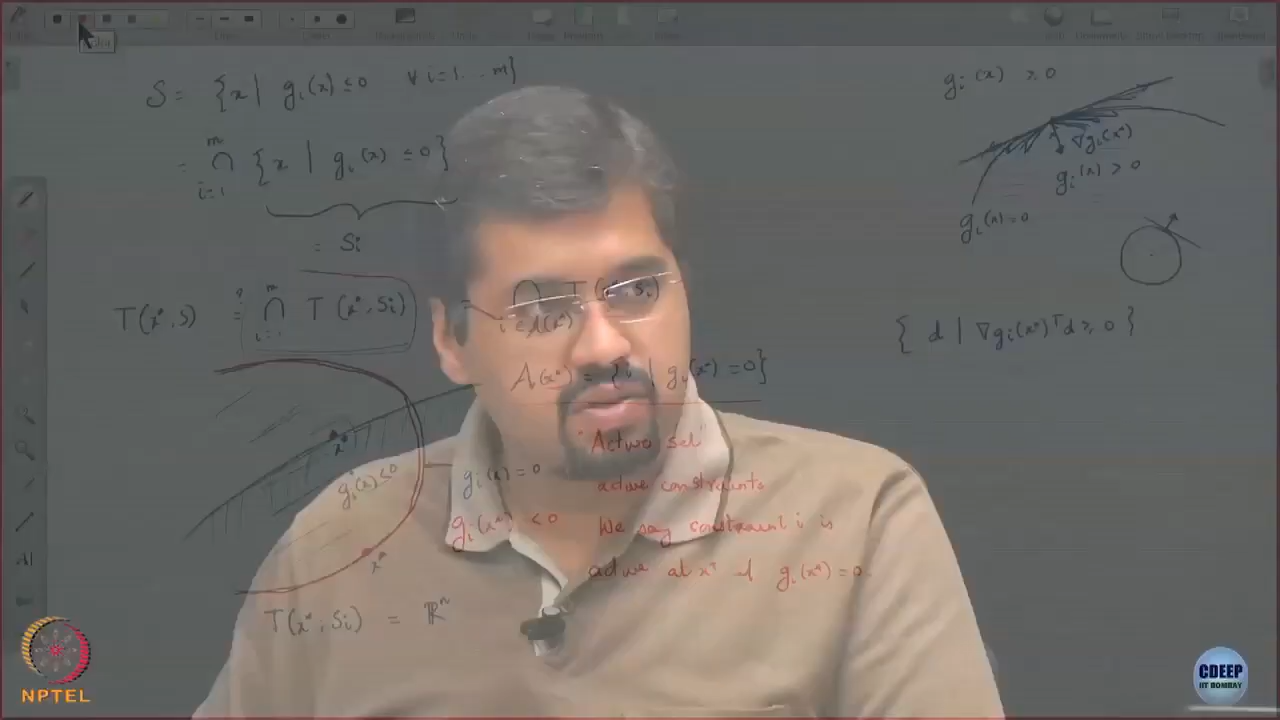 S = { x | g_i(x) ≤ 0 ∀ i = 1 ... m }
= ∩_{i=1}^{m} { x | g_i(x) ≤ 0 }
= S_i
T(x*, S) ?= ∩_{i=1}^{m} T(x*, S_i) = ∩_{i∈A(x*)} T(x*, S_i)
A(x*) = { i | g_i(x*) = 0 }
"Active set"
active constraints
We say constraint i is
active at x* if g_i(x*) = 0.
x*
g_i(x) ≤ 0
g_i(x) = 0
g_i(x*) < 0
x*
T(x*; S_i) = ℝ^n
g_i(x) ≥ 0
∇g_i(x*)
g_i(x) > 0
g_i(x) = 0
{ d | ∇g_i(x*)^T d ≥ 0 }
NPTEL
CDEEP
IIT BOMBAY